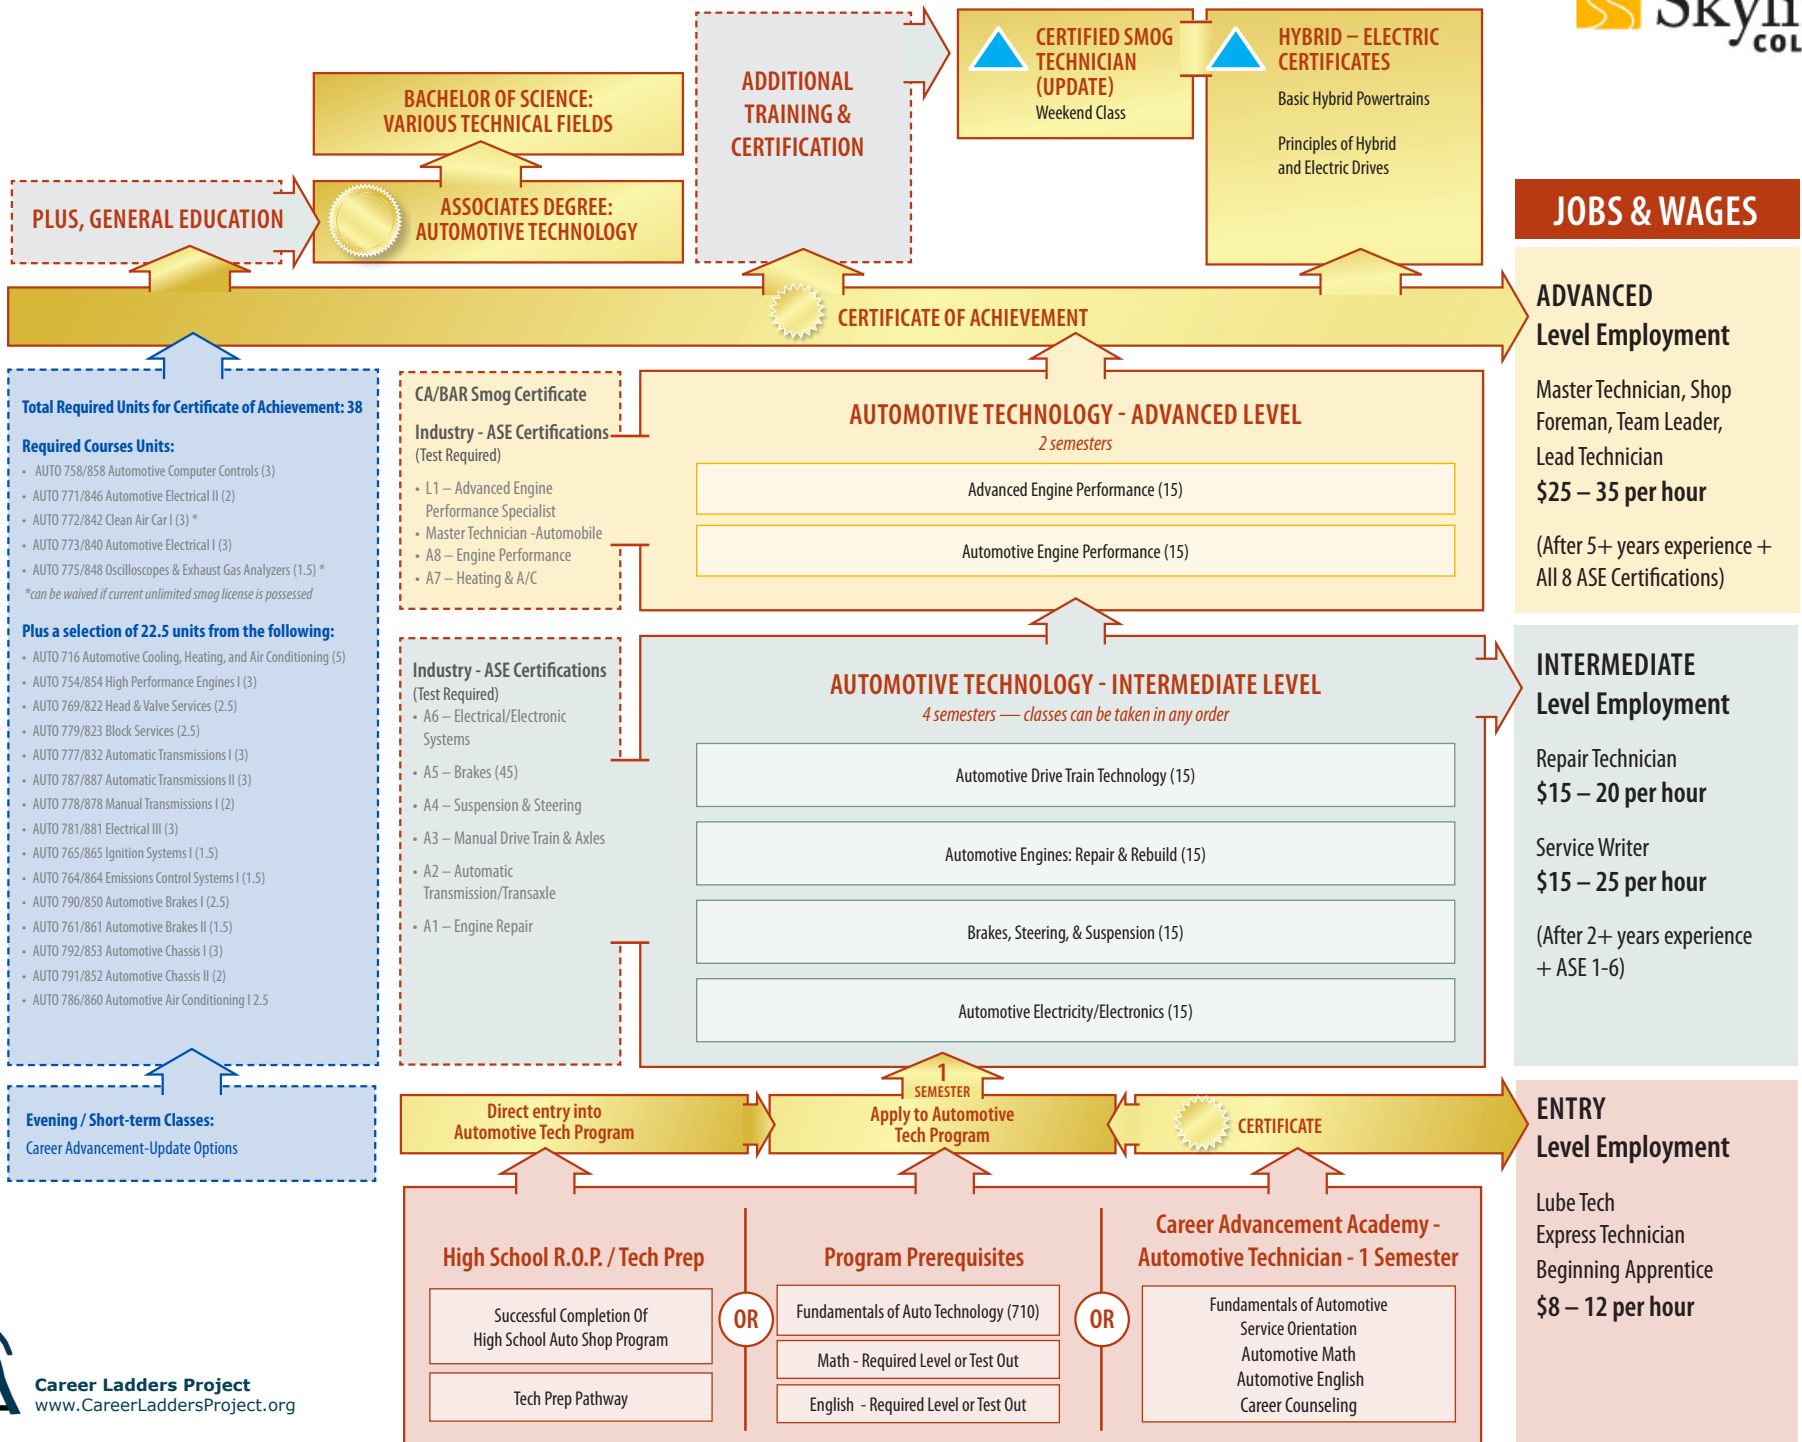 CERTIFIED SMOG
TECHNICIAN
(UPDATE)
Weekend Class
HYBRID – ELECTRIC
CERTIFICATES
Basic Hybrid Powertrains
Principles of Hybrid
and Electric Drives
ADDITIONAL
TRAINING &
CERTIFICATION
BACHELOR OF SCIENCE:
VARIOUS TECHNICAL FIELDS
PLUS, GENERAL EDUCATION
ASSOCIATES DEGREE:
AUTOMOTIVE TECHNOLOGY
JOBS & WAGES
CERTIFICATE OF ACHIEVEMENT
ADVANCED
Level Employment
Master Technician, Shop
Foreman, Team Leader,
Lead Technician
$25 – 35 per hour
(After 5+ years experience +
All 8 ASE Certifications)
Total Required Units for Certificate of Achievement: 38
Required Courses Units:
• AUTO 758/858 Automotive Computer Controls (3)
• AUTO 771/846 Automotive Electrical II (2)
• AUTO 772/842 Clean Air Car I (3) *
• AUTO 773/840 Automotive Electrical I (3)
• AUTO 775/848 Oscilloscopes & Exhaust Gas Analyzers (1.5) *
*can be waived if current unlimited smog license is possessed
Plus a selection of 22.5 units from the following:
• AUTO 716 Automotive Cooling, Heating, and Air Conditioning (5)
• AUTO 754/854 High Performance Engines I (3)
• AUTO 769/822 Head & Valve Services (2.5)
• AUTO 779/823 Block Services (2.5)
• AUTO 777/832 Automatic Transmissions I (3)
• AUTO 787/887 Automatic Transmissions II (3)
• AUTO 778/878 Manual Transmissions I (2)
• AUTO 781/881 Electrical III (3)
• AUTO 765/865 Ignition Systems I (1.5)
• AUTO 764/864 Emissions Control Systems I (1.5)
• AUTO 790/850 Automotive Brakes I (2.5)
• AUTO 761/861 Automotive Brakes II (1.5)
• AUTO 792/853 Automotive Chassis I (3)
• AUTO 791/852 Automotive Chassis II (2)
• AUTO 786/860 Automotive Air Conditioning I 2.5
Evening / Short-term Classes:
Career Advancement-Update Options
CA/BAR Smog Certificate
Industry - ASE Certifications
(Test Required)
• L1 – Advanced Engine
Performance Specialist
• Master Technician -Automobile
• A8 – Engine Performance
• A7 – Heating & A/C
AUTOMOTIVE TECHNOLOGY - ADVANCED LEVEL
2 semesters
Advanced Engine Performance (15)
Automotive Engine Performance (15)
Industry - ASE Certifications
(Test Required)
• A6 – Electrical/Electronic
Systems
• A5 – Brakes (45)
• A4 – Suspension & Steering
• A3 – Manual Drive Train & Axles
• A2 – Automatic
Transmission/Transaxle
• A1 – Engine Repair
AUTOMOTIVE TECHNOLOGY - INTERMEDIATE LEVEL
4 semesters — classes can be taken in any order
Automotive Drive Train Technology (15)
Automotive Engines: Repair & Rebuild (15)
Brakes, Steering, & Suspension (15)
Automotive Electricity/Electronics (15)
INTERMEDIATE
Level Employment
Repair Technician
$15 – 20 per hour
Service Writer
$15 – 25 per hour
(After 2+ years experience
+ ASE 1-6)
1
SEMESTER
Direct entry into
Automotive Tech Program
Apply to Automotive
Tech Program
CERTIFICATE
ENTRY
Level Employment
Lube Tech
Express Technician
Beginning Apprentice
$8 – 12 per hour
High School R.O.P. / Tech Prep
Successful Completion Of
High School Auto Shop Program
Tech Prep Pathway
OR
Program Prerequisites
Fundamentals of Auto Technology (710)
Math - Required Level or Test Out
English - Required Level or Test Out
OR
Career Advancement Academy -
Automotive Technician - 1 Semester
Fundamentals of Automotive
Service Orientation
Automotive Math
Automotive English
Career Counseling
Career Ladders Project
www.CareerLaddersProject.org